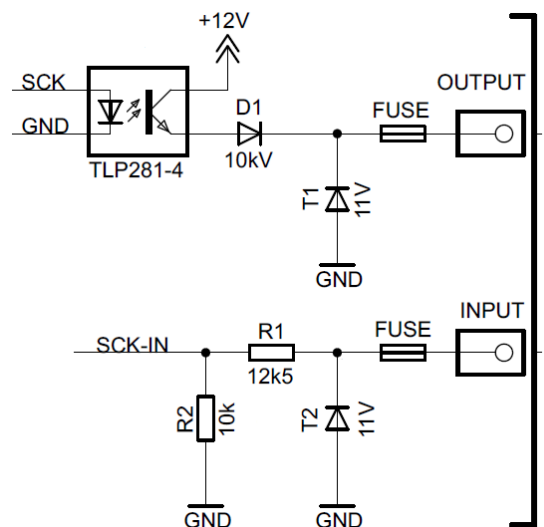 +12V
SCK
GND
TLP281-4
D1
10kV
FUSE
OUTPUT
T1
11V
GND
SCK-IN
R1
12k5
FUSE
INPUT
R2
10k
T2
11V
GND
GND